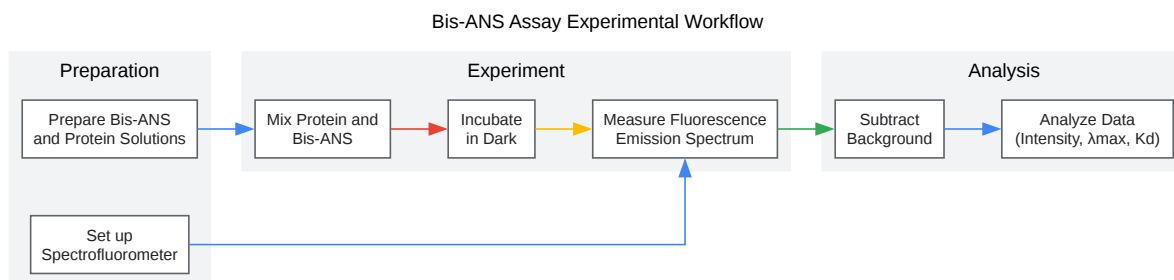 Bis-ANS Assay Experimental Workflow
Preparation
Prepare Bis-ANS
and Protein Solutions
Set up
Spectrofluorometer
Experiment
Mix Protein and
Bis-ANS
Incubate
in Dark
Measure Fluorescence
Emission Spectrum
Analysis
Subtract
Background
Analyze Data
(Intensity, λmax, Kd)